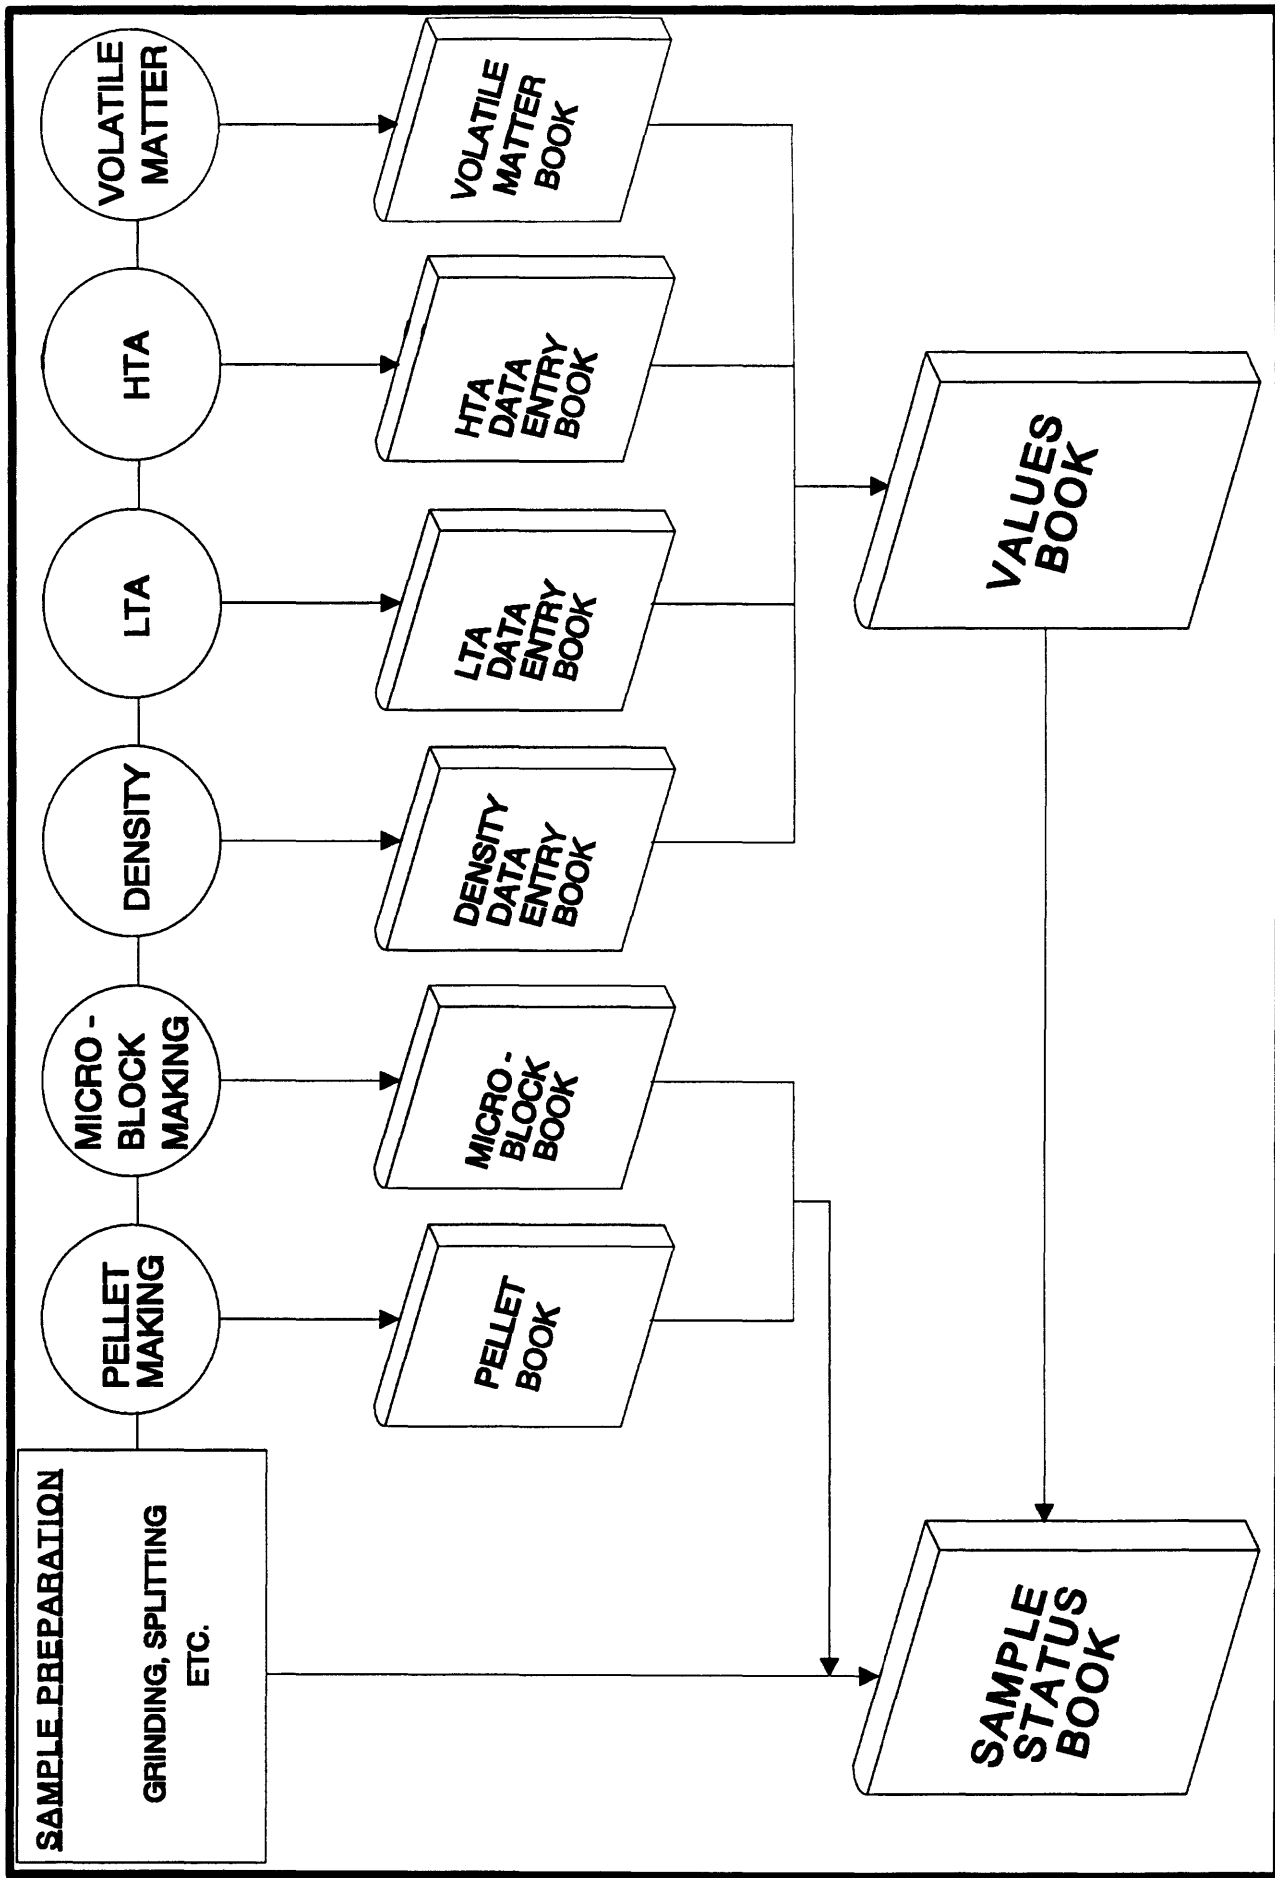 SAMPLE PREPARATION
GRINDING, SPLITTING
ETC.
PELLET
MAKING
MICRO -
BLOCK
MAKING
DENSITY
LTA
HTA
VOLATILE
MATTER
PELLET
BOOK
MICRO -
BLOCK
BOOK
DENSITY
DATA
ENTRY
BOOK
LTA
DATA
ENTRY
BOOK
HTA
DATA
ENTRY
BOOK
VOLATILE
MATTER
BOOK
SAMPLE
STATUS
BOOK
VALUES
BOOK